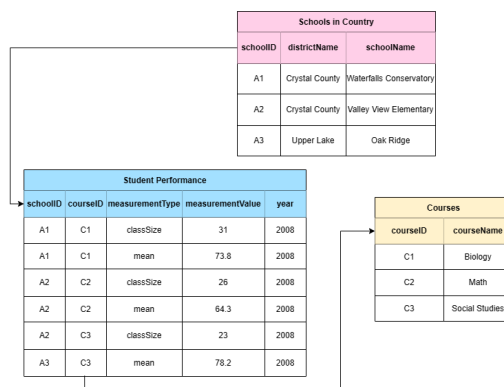 Schools in Country
schoolID districtName schoolName
A1 Crystal County Waterfalls Conservatory
A2 Crystal County Valley View Elementary
A3 Upper Lake Oak Ridge
Student Performance
schoolID courseID measurementType measurementValue year
A1 C1 classSize 31 2008
A1 C1 mean 73.8 2008
A2 C2 classSize 26 2008
A2 C2 mean 64.3 2008
A2 C3 classSize 23 2008
A3 C3 mean 78.2 2008
Courses
courseID courseName
C1 Biology
C2 Math
C3 Social Studies